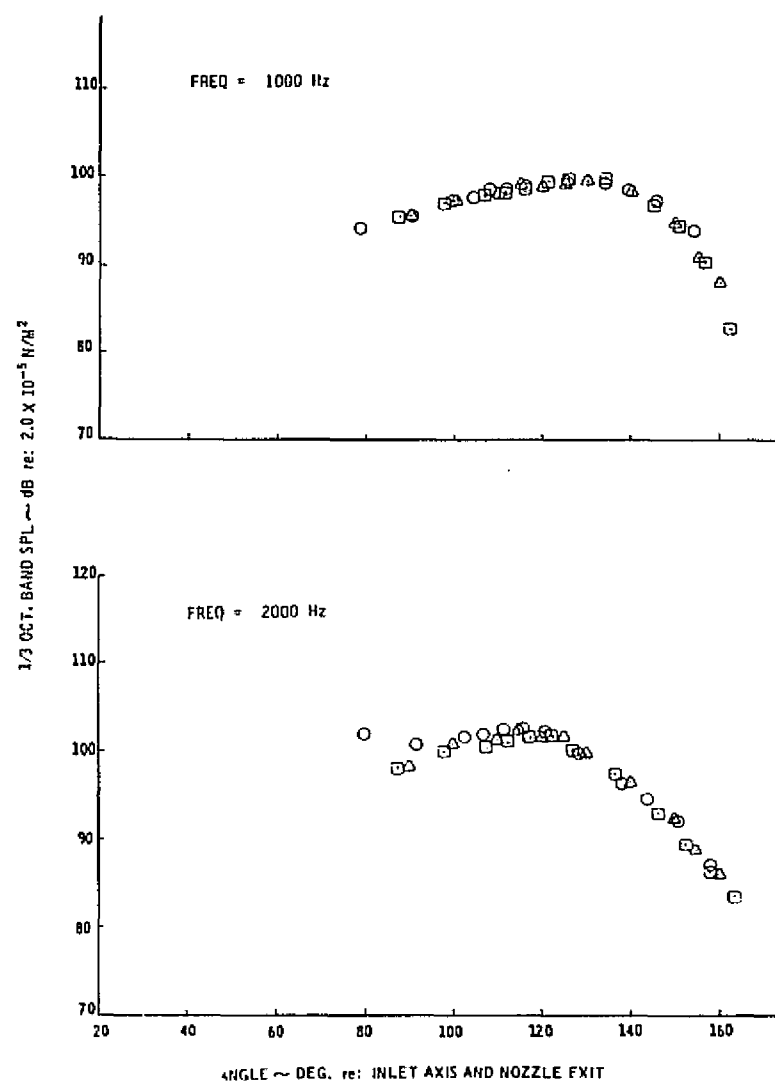 FREQ = 1000 Hz
110
100
90
80
70
1/3 OCT. BAND SPL ~ dB re: 2.0 X 10⁻⁵ N/M²
FREQ = 2000 Hz
120
110
100
90
80
70
20 40 60 80 100 120 140 160
ANGLE ~ DEG. re: INLET AXIS AND NOZZLE EXIT